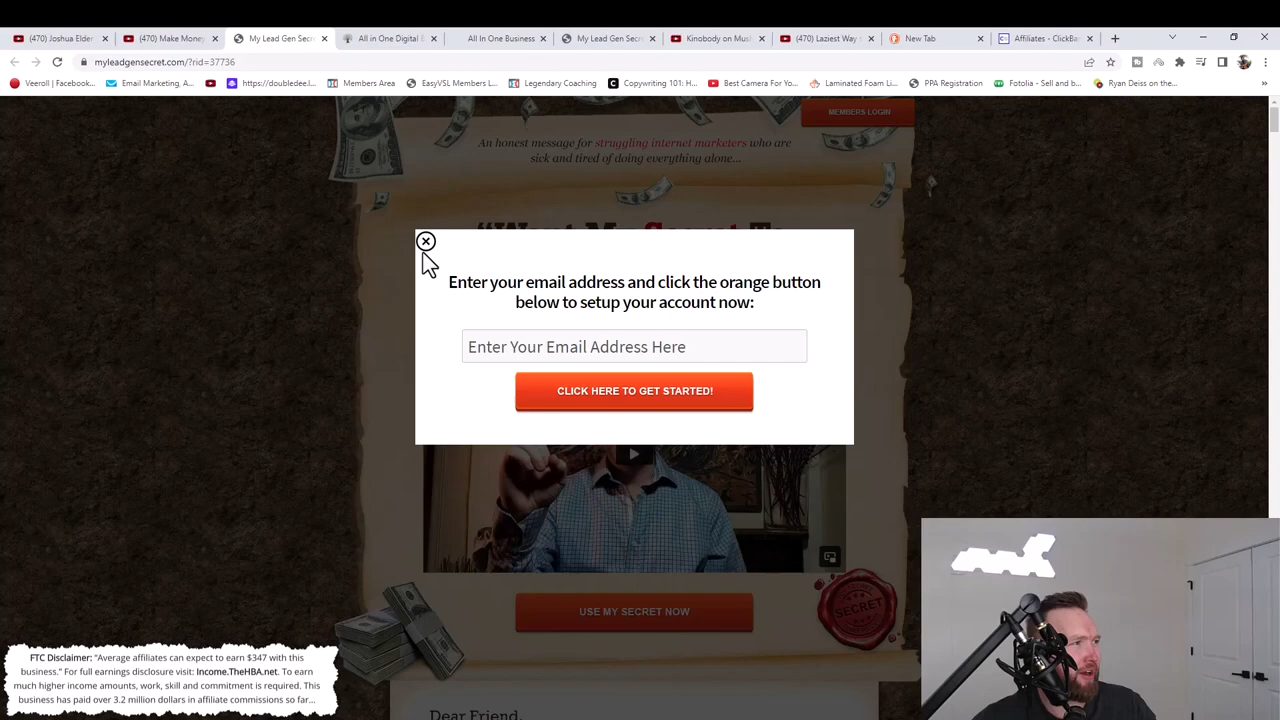 (470) Joshua Elder
(470) Make Money
My Lead Gen Secre
All in One Digital B
All In One Business
My Lead Gen Secr
Kinobody on Musl
(470) Laziest Way t
New Tab
Affiliates - ClickBa
myleadgensecret.com/?rid=37736
Veeroll | Facebook...
Email Marketing, A...
https://doubledee.l...
Members Area
EasyVSL Members L...
Legendary Coaching
Copywriting 101: H...
Best Camera For Yo...
Laminated Foam Li...
PPA Registration
Fotolia - Sell and b...
Ryan Deiss on the...
MEMBERS LOGIN
An honest message for struggling internet marketers who are
sick and tired of doing everything alone...
"Want My Secret To
Enter your email address and click the orange button
below to setup your account now:
Enter Your Email Address Here
CLICK HERE TO GET STARTED!
USE MY SECRET NOW
SECRET
Dear Friend,
FTC Disclaimer: "Average affiliates can expect to earn $347 with this
business." For full earnings disclosure visit: Income.TheHBA.net. To earn
much higher income amounts, work, skill and commitment is required. This
business has paid over 3.2 million dollars in affiliate commissions so far...